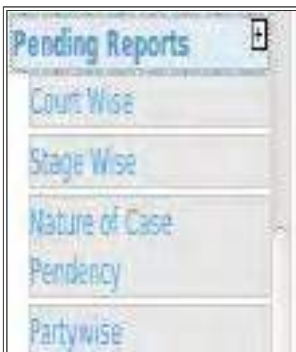 Pending Reports
Court Wise
Stage Wise
Nature of Case
Pendency
Partywise